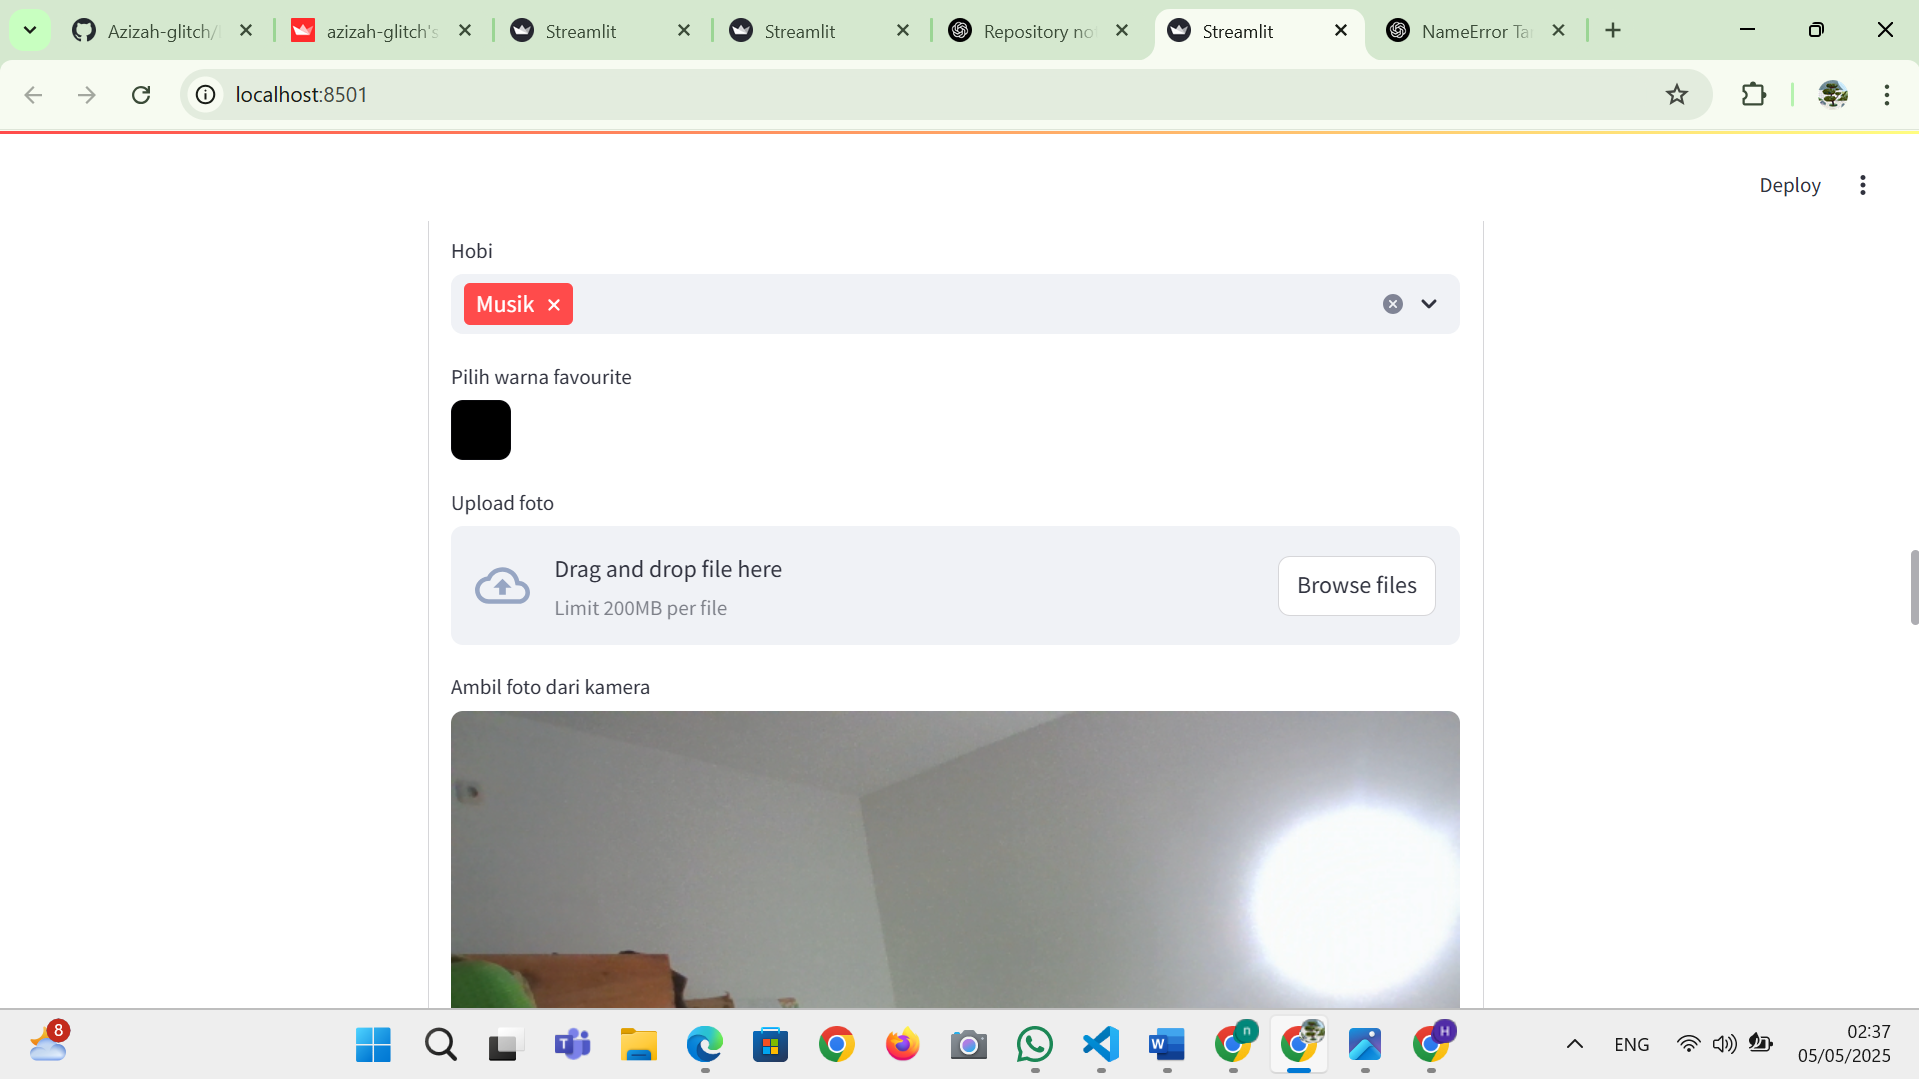 Azizah-glitch/
azizah-glitch's
Streamlit
Streamlit
Repository not
Streamlit
NameError Ta
localhost:8501
Deploy
Hobi
Musik
Pilih warna favourite
Upload foto
Drag and drop file here
Limit 200MB per file
Browse files
Ambil foto dari kamera
8
n
H
ENG
02:37
05/05/2025